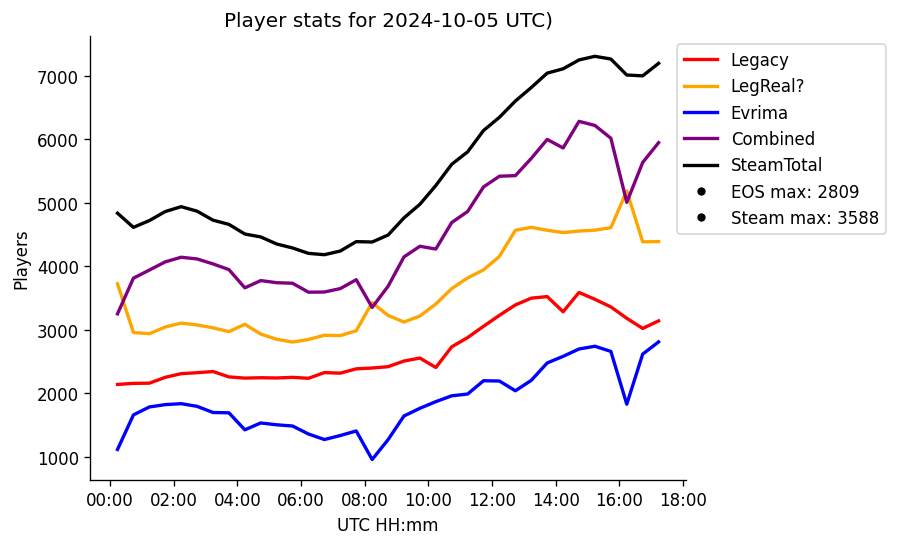 Player stats for 2024-10-05 UTC)
Legacy
LegReal?
Evrima
Combined
SteamTotal
EOS max: 2809
Steam max: 3588
Players
7000
6000
5000
4000
3000
2000
1000
00:00 02:00 04:00 06:00 08:00 10:00 12:00 14:00 16:00 18:00
UTC HH:mm